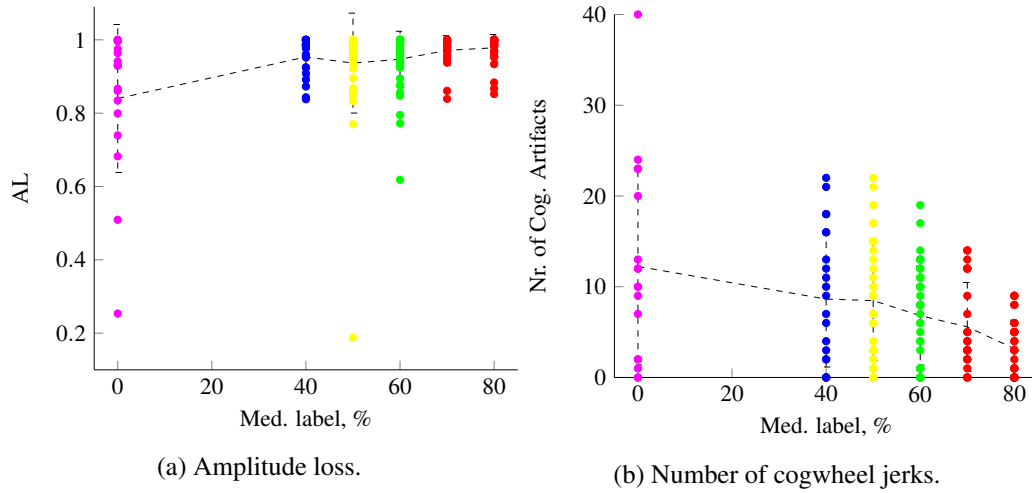 1
0.8
0.6
0.4
0.2
AL
0 20 40 60 80
Med. label, %
(a) Amplitude loss.
40
30
20
10
0
Nr. of Cog. Artifacts
0 20 40 60 80
Med. label, %
(b) Number of cogwheel jerks.